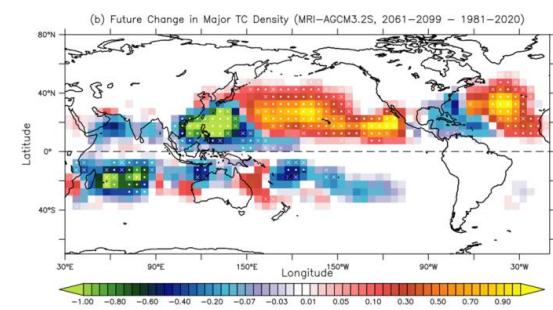 (b) Future Change in Major TC Density (MRI-AGCM3.2S, 2061−2099 − 1981−2020)
80°N
40°N
0°
40°S
Latitude
30°E 90°E 150°E 150°W 90°W 30°W
Longitude
-1.00 -0.80 -0.60 -0.40 -0.20 -0.07 -0.03 0.01 0.05 0.10 0.30 0.50 0.70 0.90